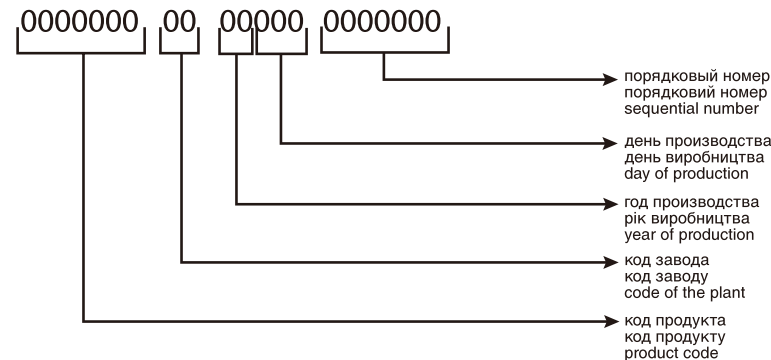 0000000 00 00000 0000000
порядковый номер
порядковий номер
sequential number
день производства
день виробництва
day of production
год производства
рік виробництва
year of production
код завода
код заводу
code of the plant
код продукта
код продукту
product code